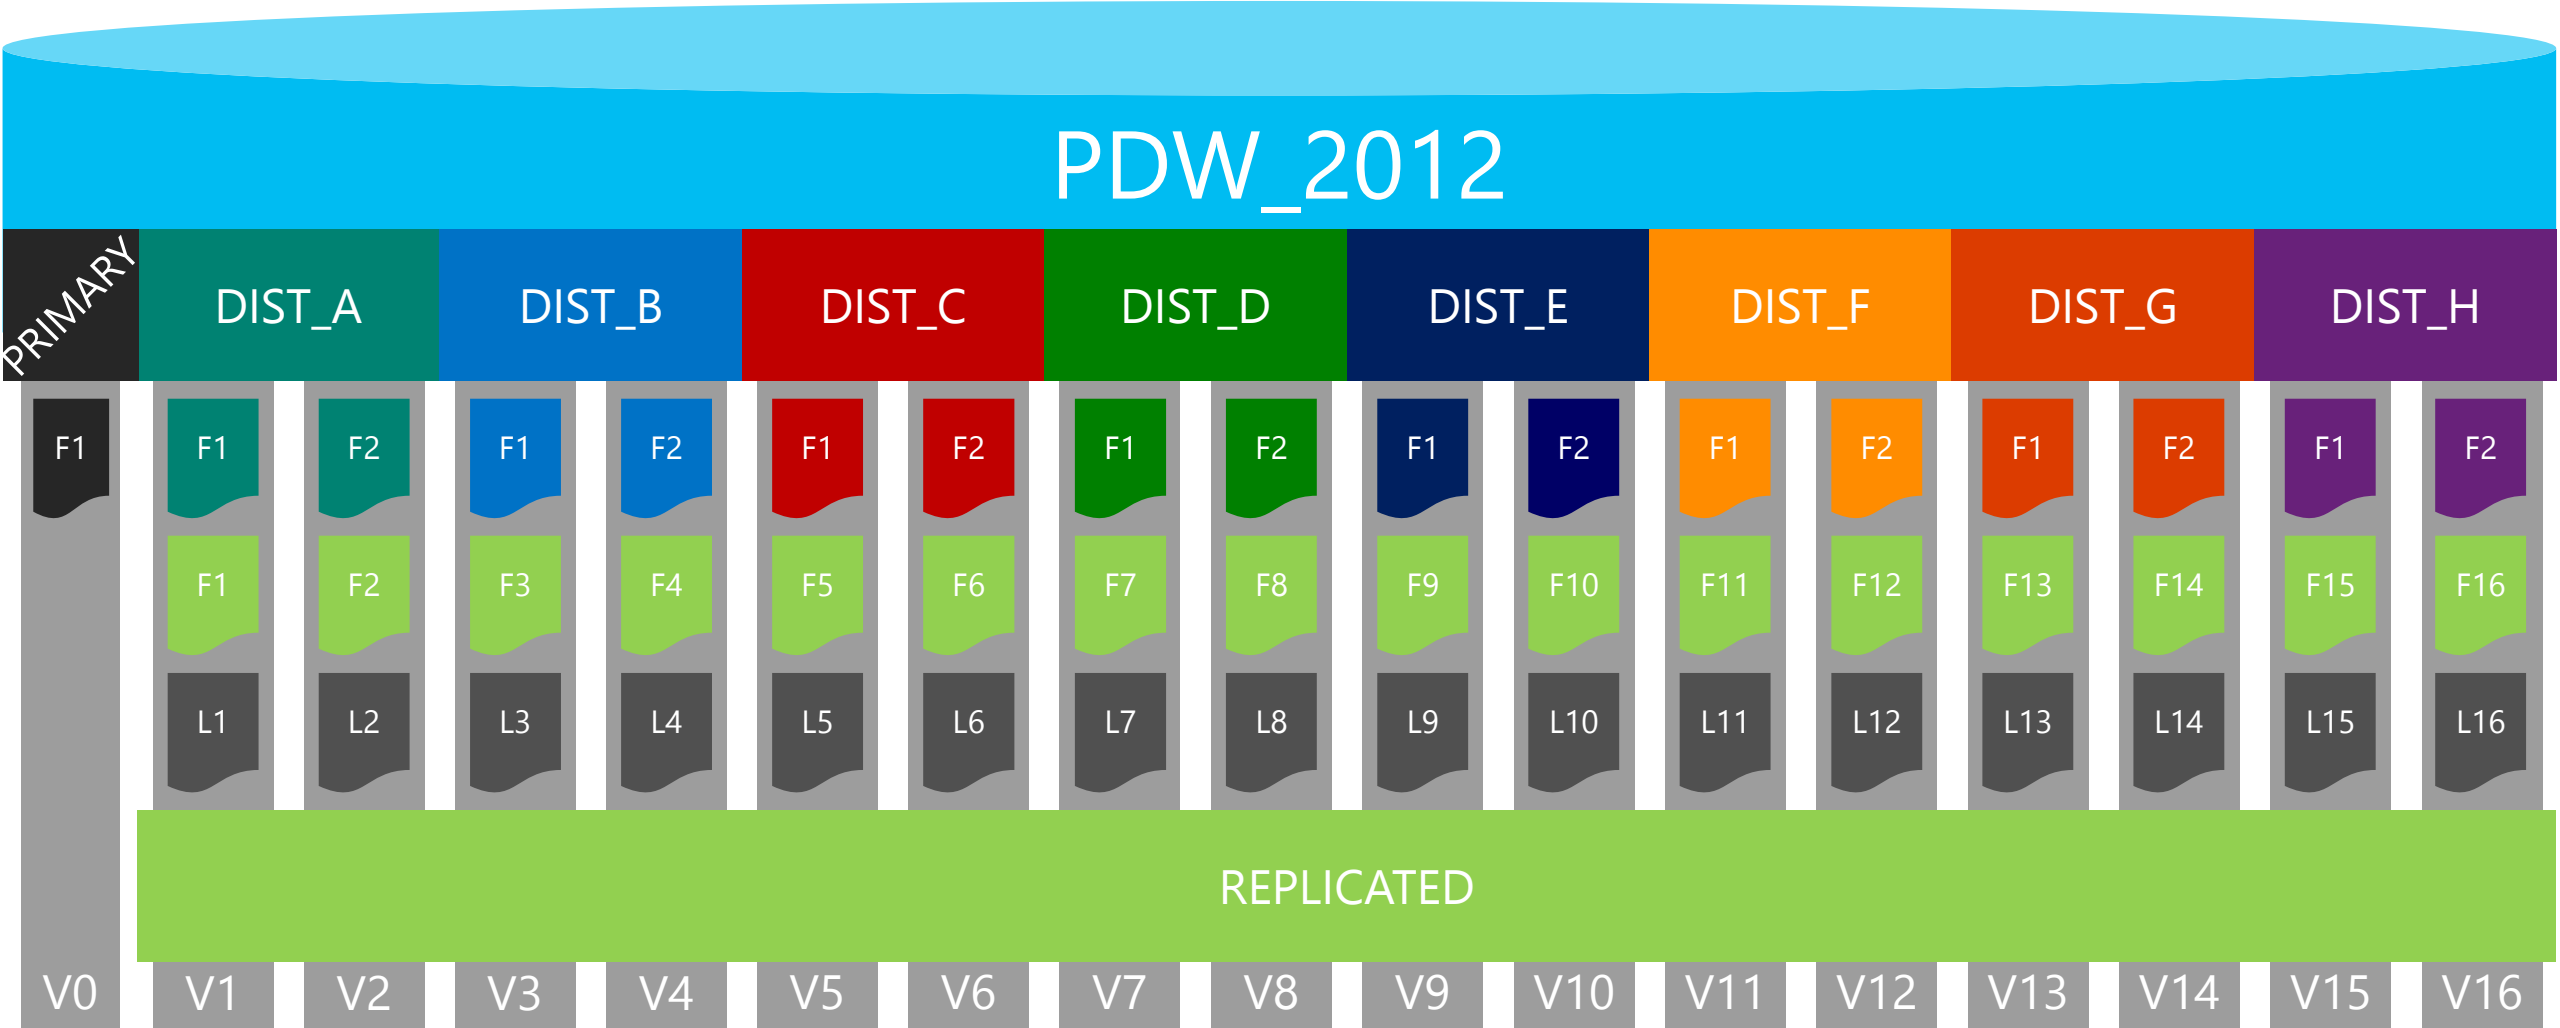 PDW_2012
PRIMARY DIST_A DIST_B DIST_C DIST_D DIST_E DIST_F DIST_G DIST_H
F1 F1 F2 F1 F2 F1 F2 F1 F2 F1 F2 F1 F2 F1 F2 F1 F2
F1 F2 F3 F4 F5 F6 F7 F8 F9 F10 F11 F12 F13 F14 F15 F16
L1 L2 L3 L4 L5 L6 L7 L8 L9 L10 L11 L12 L13 L14 L15 L16
REPLICATED
V0 V1 V2 V3 V4 V5 V6 V7 V8 V9 V10 V11 V12 V13 V14 V15 V16